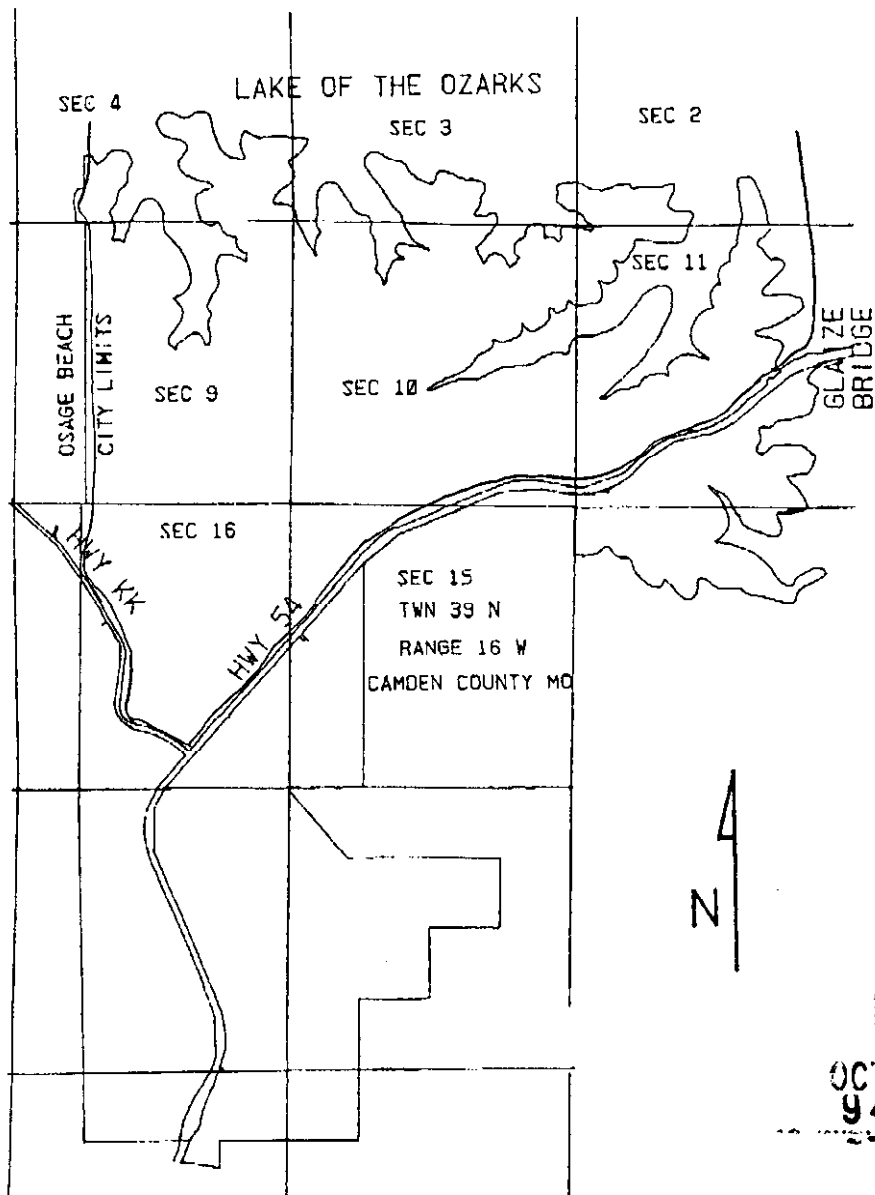 LAKE OF THE OZARKS
SEC 4
SEC 3
SEC 2
SEC 11
OSAGE BEACH
CITY LIMITS
GLAIZE
BRIDGE
SEC 9
SEC 10
SEC 16
HWY KK
HWY 54
SEC 15
TWN 39 N
RANGE 16 W
CAMDEN COUNTY MO
N